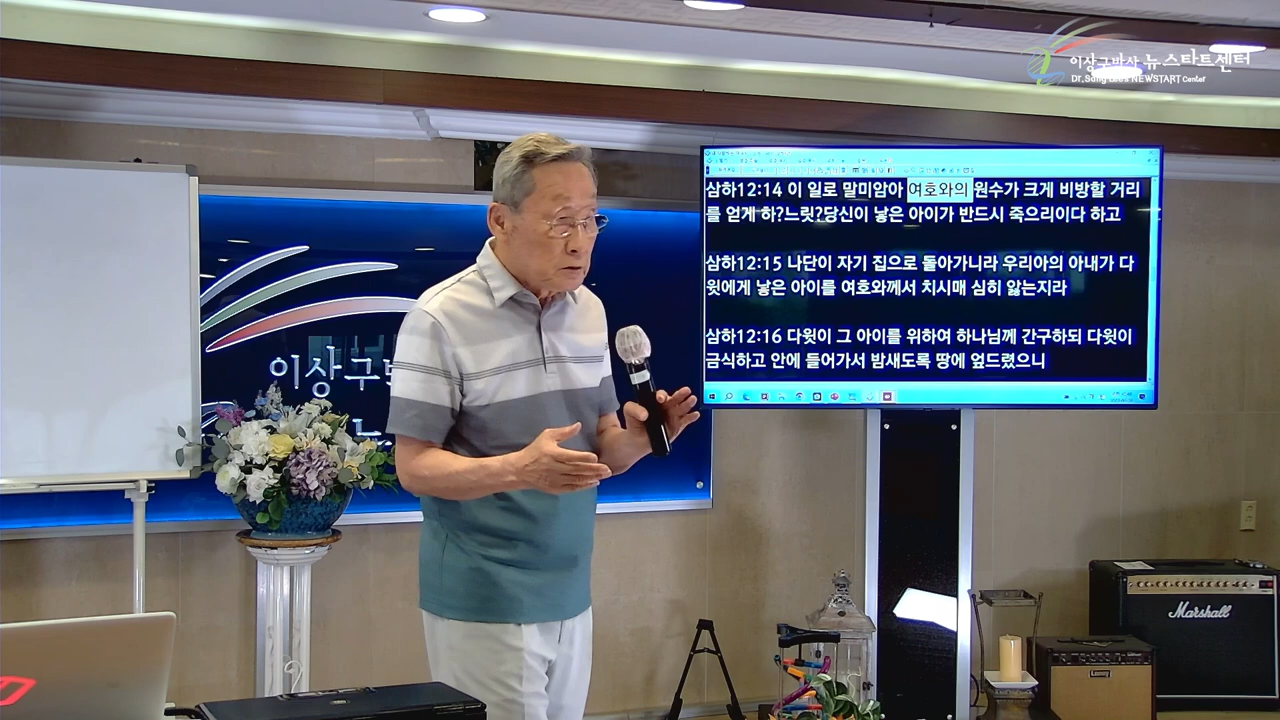 이상구박사 뉴스타트센터
Dr.Sang Lee's NEWSTART Center
삼하12:14 이 일로 말미암아 여호와의 원수가 크게 비방할 거리
를 얻게 하?느릿?당신이 낳은 아이가 반드시 죽으리이다 하고
삼하12:15 나단이 자기 집으로 돌아가니라 우리아의 아내가 다
윗에게 낳은 아이를 여호와께서 치시매 심히 앓는지라
삼하12:16 다윗이 그 아이를 위하여 하나님께 간구하되 다윗이
금식하고 안에 들어가서 밤새도록 땅에 엎드렸으니
이상구
Marshall
Laney